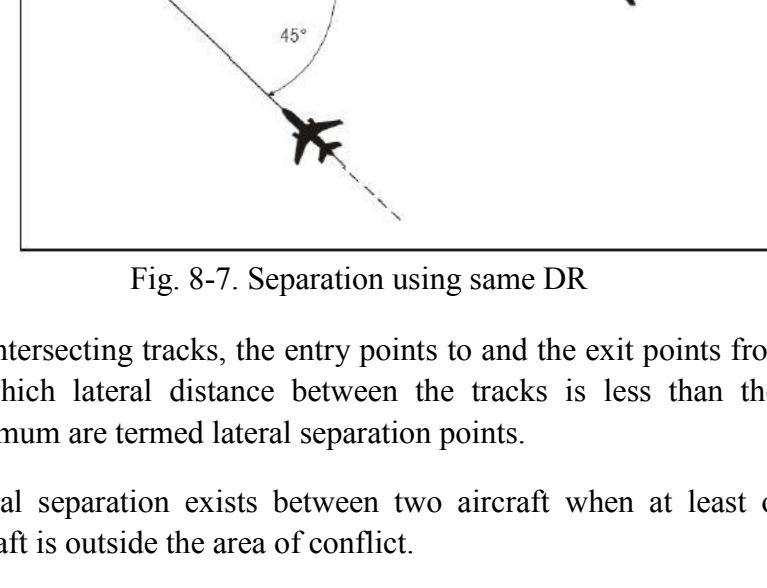 45°
Fig. 8-7. Separation using same DR
ntersecting tracks, the entry points to and the exit points fro
hich lateral distance between the tracks is less than th
mum are termed lateral separation points.
al separation exists between two aircraft when at least
aft is outside the area of conflict.